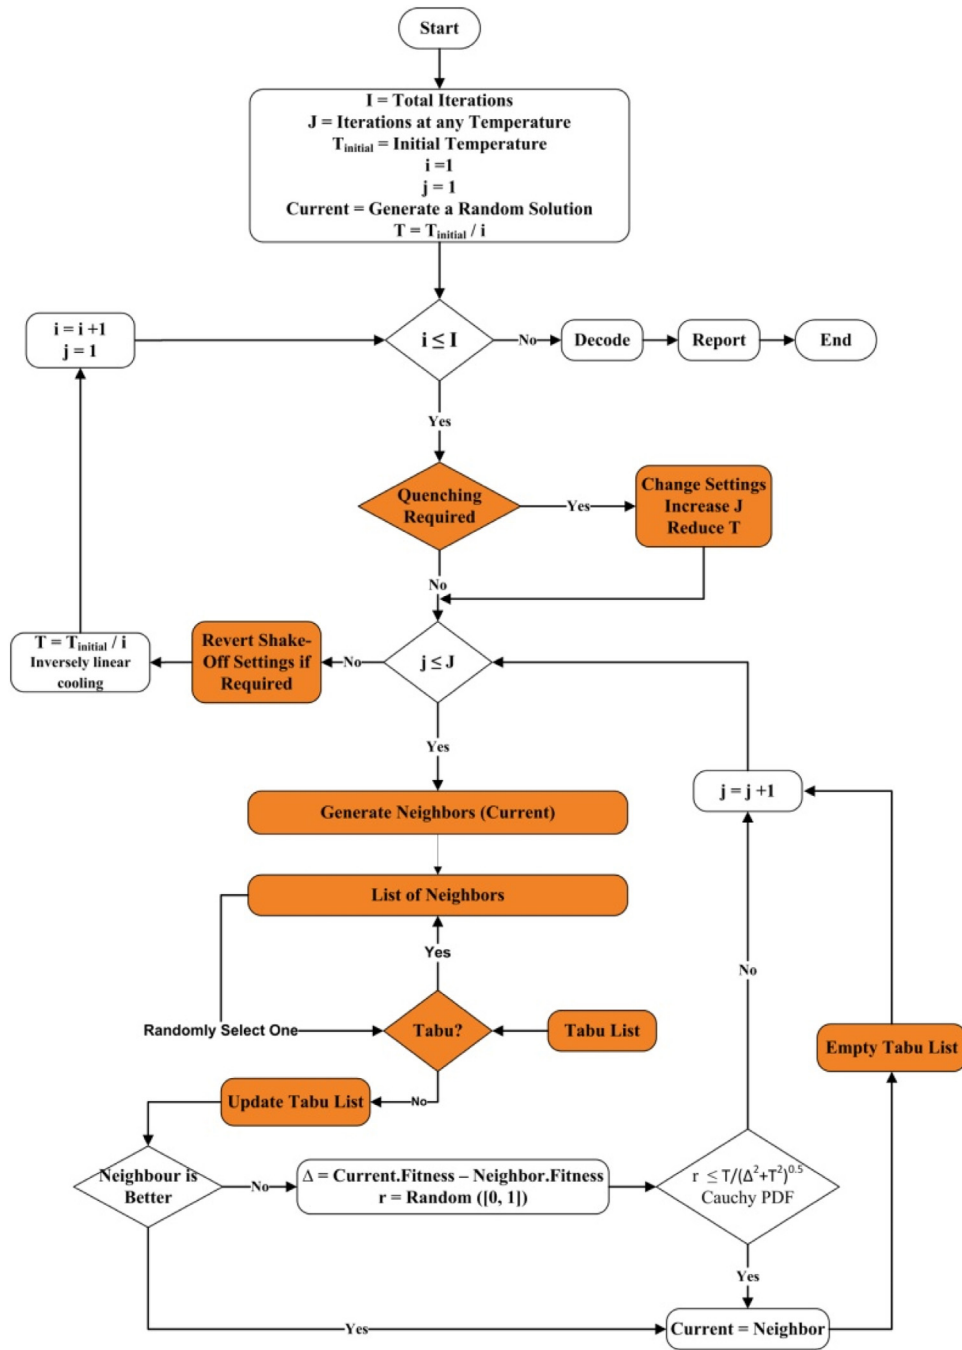 Start
I = Total Iterations
J = Iterations at any Temperature
T_initial = Initial Temperature
i =1
j = 1
Current = Generate a Random Solution
T = T_initial / i
i = i +1
j = 1
i ≤ I
No
Decode
Report
End
Yes
Quenching
Required
Yes
Change Settings
Increase J
Reduce T
No
T = T_initial / i
Inversely linear
cooling
Revert Shake-
Off Settings if
Required
No
j ≤ J
Yes
j = j +1
Generate Neighbors (Current)
List of Neighbors
Yes
No
Randomly Select One
Tabu?
Tabu List
Empty Tabu List
Update Tabu List
No
Neighbour is
Better
No
Δ = Current.Fitness – Neighbor.Fitness
r = Random ([0, 1])
r ≤ T/(Δ²+T²)^0.5
Cauchy PDF
Yes
Yes
Current = Neighbor